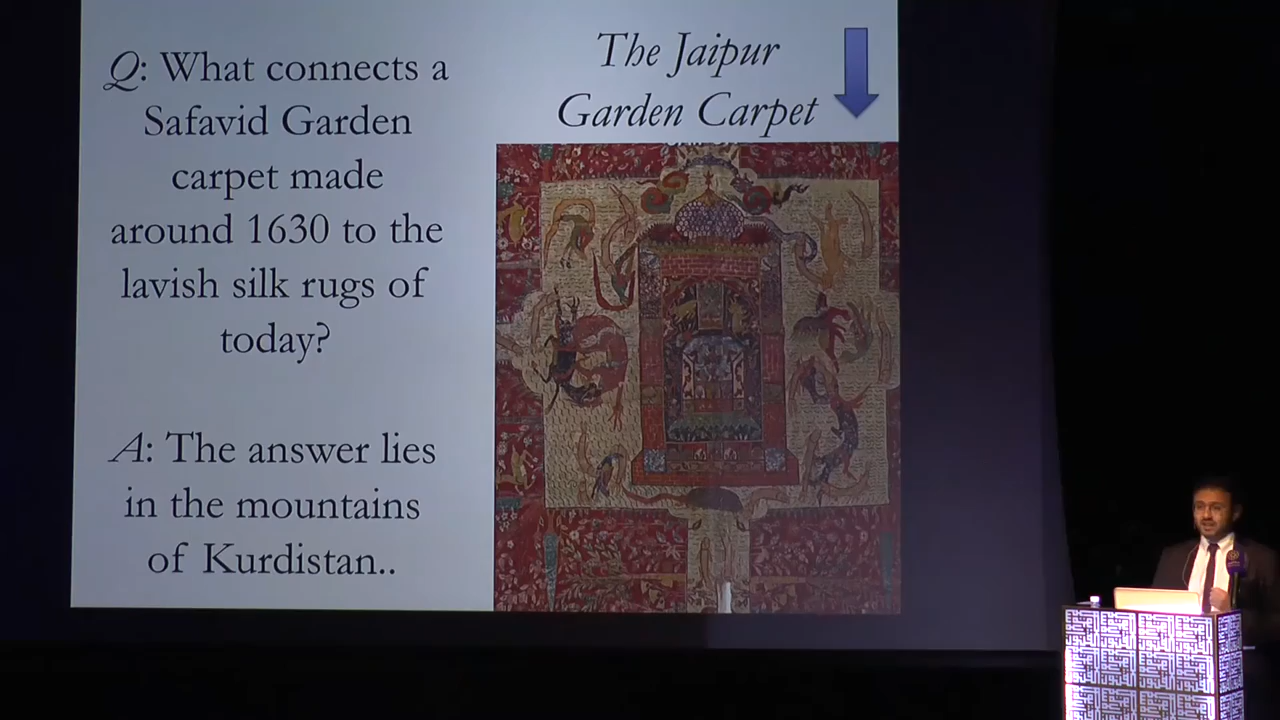 Q: What connects a
Safavid Garden
carpet made
around 1630 to the
lavish silk rugs of
today?
A: The answer lies
in the mountains
of Kurdistan..
The Jaipur
Garden Carpet